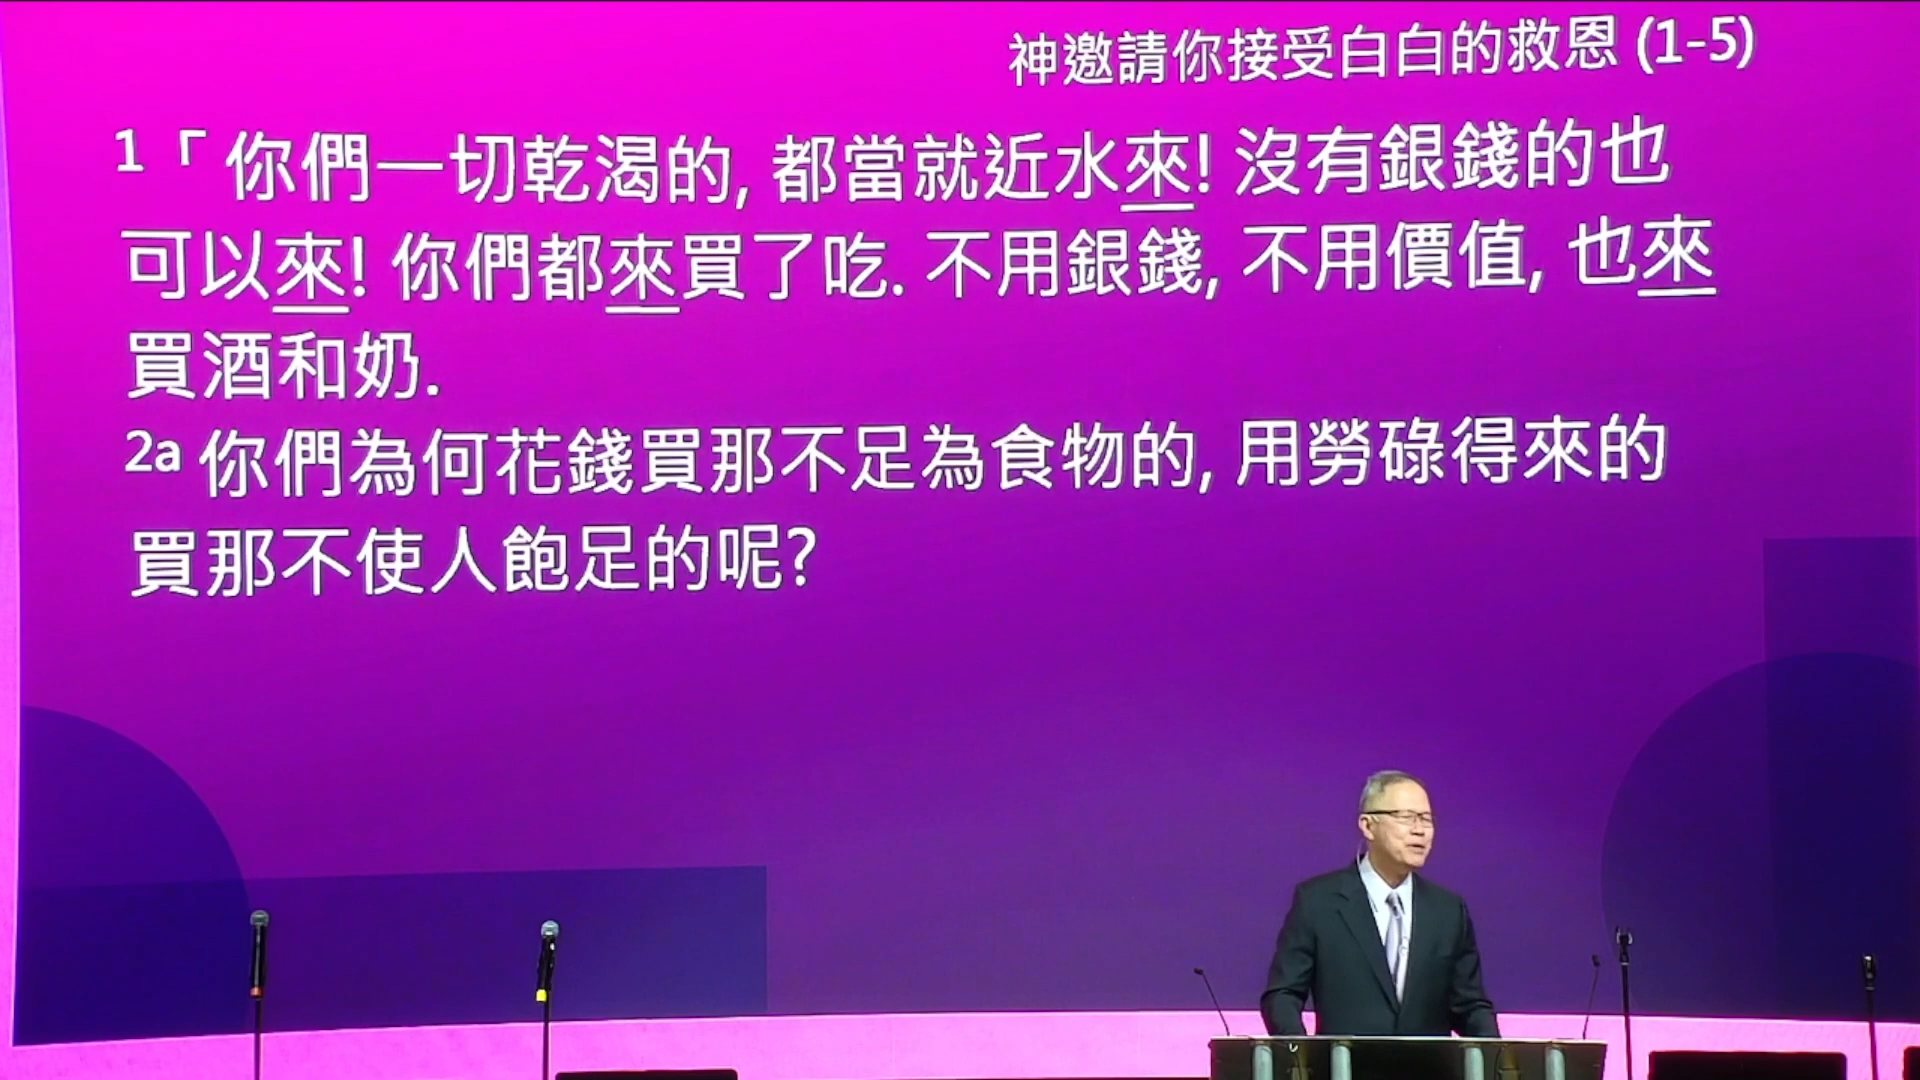 神邀請你接受白白的救恩 (1-5)
1「你們一切乾渴的, 都當就近水來! 沒有銀錢的也
可以來! 你們都來買了吃. 不用銀錢, 不用價值, 也來
買酒和奶.
2a 你們為何花錢買那不足為食物的, 用勞碌得來的
買那不使人飽足的呢?